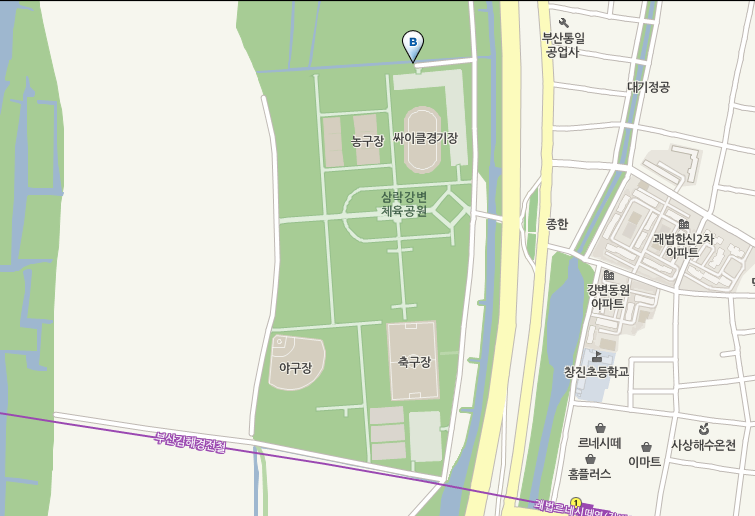 B
부산통일
공업사
대기정공
농구장
싸이클경기장
삼락강변
체육공원
종한
괘법한신2차
아파트
강변동원
아파트
야구장
축구장
창진초등학교
르네시떼
사상해수온천
이마트
홈플러스
부산김해경전철
1